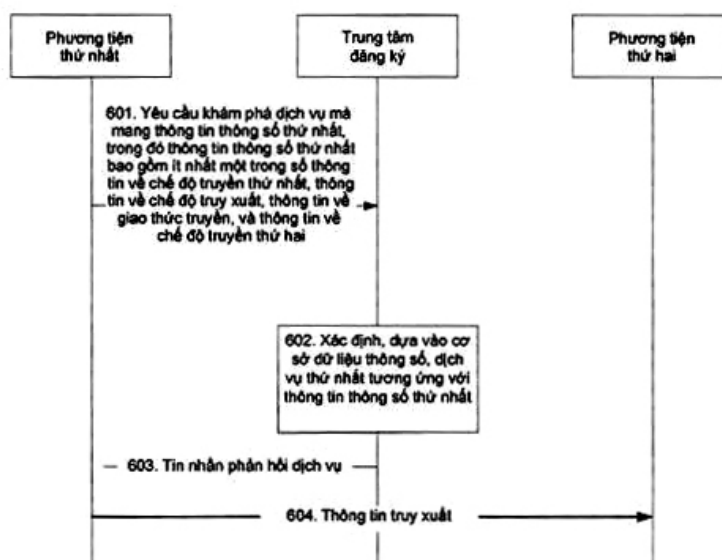 Phương tiện
thứ nhất
Trung tâm
đăng ký
Phương tiện
thứ hai
601. Yêu cầu khám phá dịch vụ mà
mang thông tin thông số thứ nhất,
trong đó thông tin thông số thứ nhất
bao gồm ít nhất một trong số thông
tin về chế độ truyền thứ nhất, thông
tin về chế độ truy xuất, thông tin về
giao thức truyền, và thông tin về
chế độ truyền thứ hai
602. Xác định, dựa vào cơ
sở dữ liệu thông số, dịch
vụ thứ nhất tương ứng với
thông tin thông số thứ nhất
603. Tin nhắn phản hồi dịch vụ
604. Thông tin truy xuất